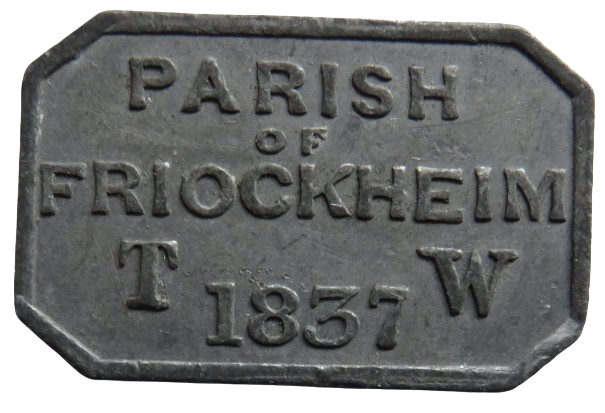 PARISH
OF
FRIOCKHEIM
T W
1837